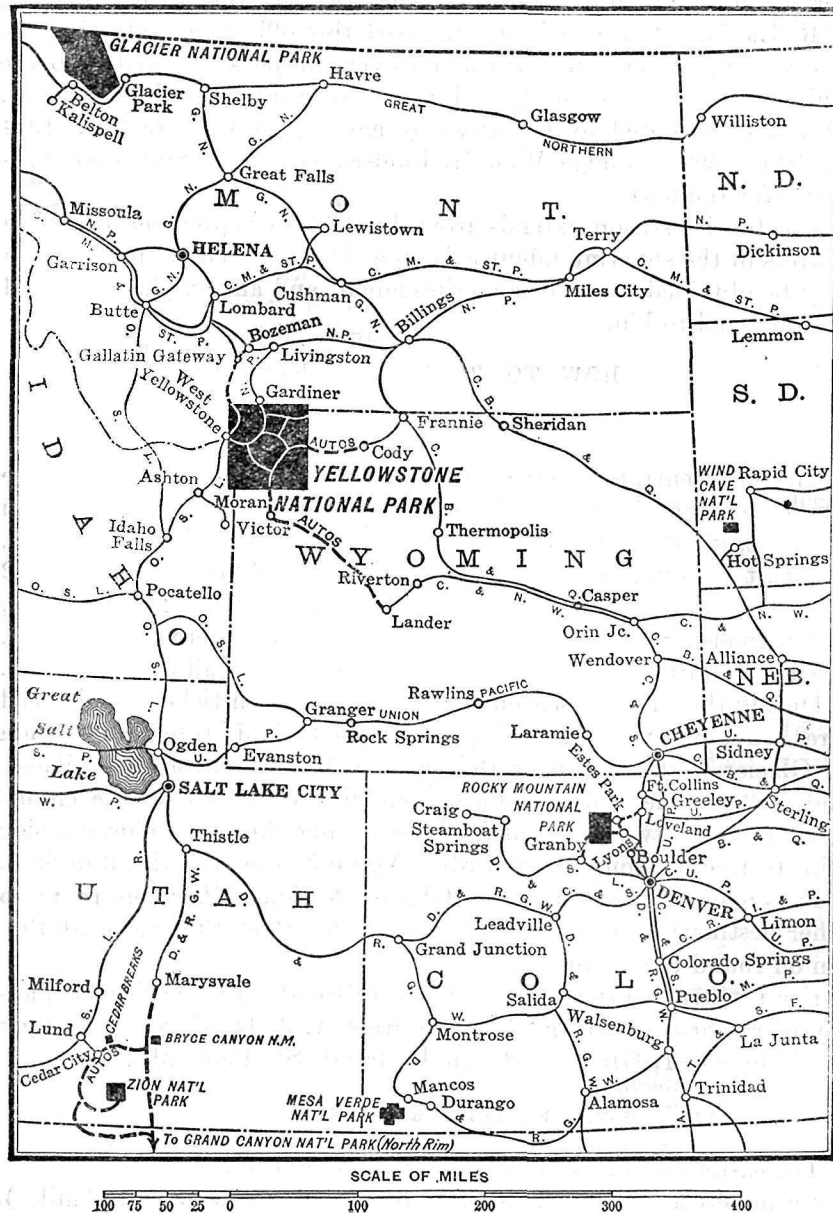 GLACIER NATIONAL PARK
Havre
Glacier Park
Shelby
Belton
Kalispell
GREAT NORTHERN
Glasgow
Williston
G. N.
G. N.
N. D.
Great Falls
M O N T.
Missoula
G. N.
G. N.
Lewistown
N. P.
Terry
Dickinson
N. P.
HELENA
Garrison
C. M. & ST. P.
C. M. & ST. P.
Miles City
C. M. & ST. P.
G. N.
Cushman
Butte
Lombard
G. N.
Billings
N. P.
Lemmon
ST. P.
Bozeman
N.P.
Gallatin Gateway
Livingston
S. D.
West Yellowstone
Gardiner
I D A H O
C. B. & Q.
Frannie
Sheridan
AUTOS
Cody
YELLOWSTONE NATIONAL PARK
WIND CAVE NAT'L PARK
Rapid City
Ashton
Moran
Victor
AUTOS
Idaho Falls
Thermopolis
W Y O M I N G
Hot Springs
Riverton
O. S. L.
Pocatello
C. & N. W.
Casper
Lander
Orin Jc.
C. & N. W.
O. S. L.
O. S. L.
Wendover
Alliance
NEB.
Rawlins
PACIFIC
Great Salt Lake
Granger
UNION
Laramie
C. & S.
CHEYENNE
Rock Springs
Ogden
U. P.
Evanston
Sidney
S. P.
Estes Park
W. P.
SALT LAKE CITY
ROCKY MOUNTAIN NATIONAL PARK
Ft. Collins
Greeley
Sterling
Craig
Loveland
Steamboat Springs
Thistle
Granby
Lyons
Boulder
U T A H
D. & R. G. W.
DENVER
Leadville
Limon
Grand Junction
Colorado Springs
C O L O.
Milford
Marysvale
Salida
Pueblo
CEDAR BREAKS
Walsenburg
Lund
BRYCE CANYON N.M.
Montrose
La Junta
Cedar City
AUTOS
ZION NAT'L PARK
Mancos
MESA VERDE NAT'L PARK
Durango
Alamosa
Trinidad
To GRAND CANYON NAT'L PARK (North Rim)
SCALE OF MILES
100 75 50 25 0 100 200 300 400